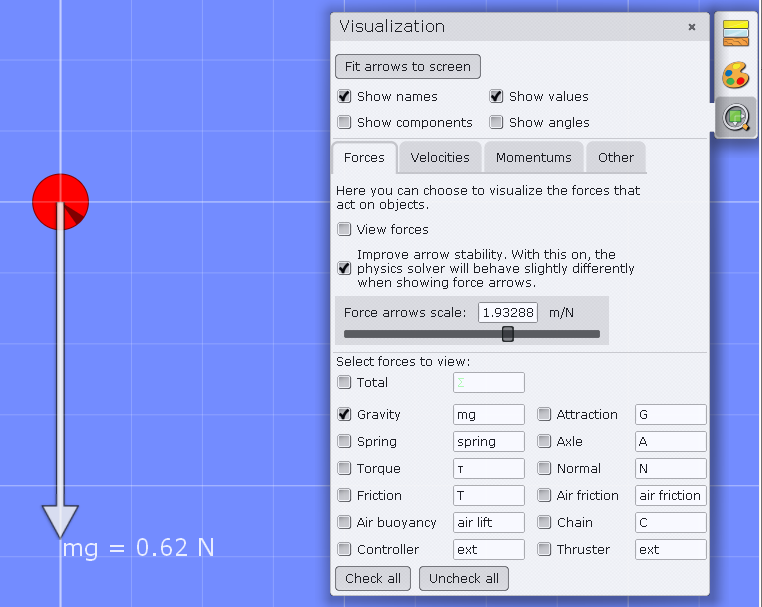 Visualization
Fit arrows to screen
Show names Show values
Show components Show angles
Forces Velocities Momentums Other
Here you can choose to visualize the forces that
act on objects.
View forces
Improve arrow stability. With this on, the
physics solver will behave slightly differently
when showing force arrows.
Force arrows scale: 1.93288 m/N
Select forces to view:
Total Σ
Gravity mg Attraction G
Spring spring Axle A
Torque τ Normal N
Friction T Air friction air friction
Air buoyancy air lift Chain C
Controller ext Thruster ext
Check all Uncheck all
mg = 0.62 N